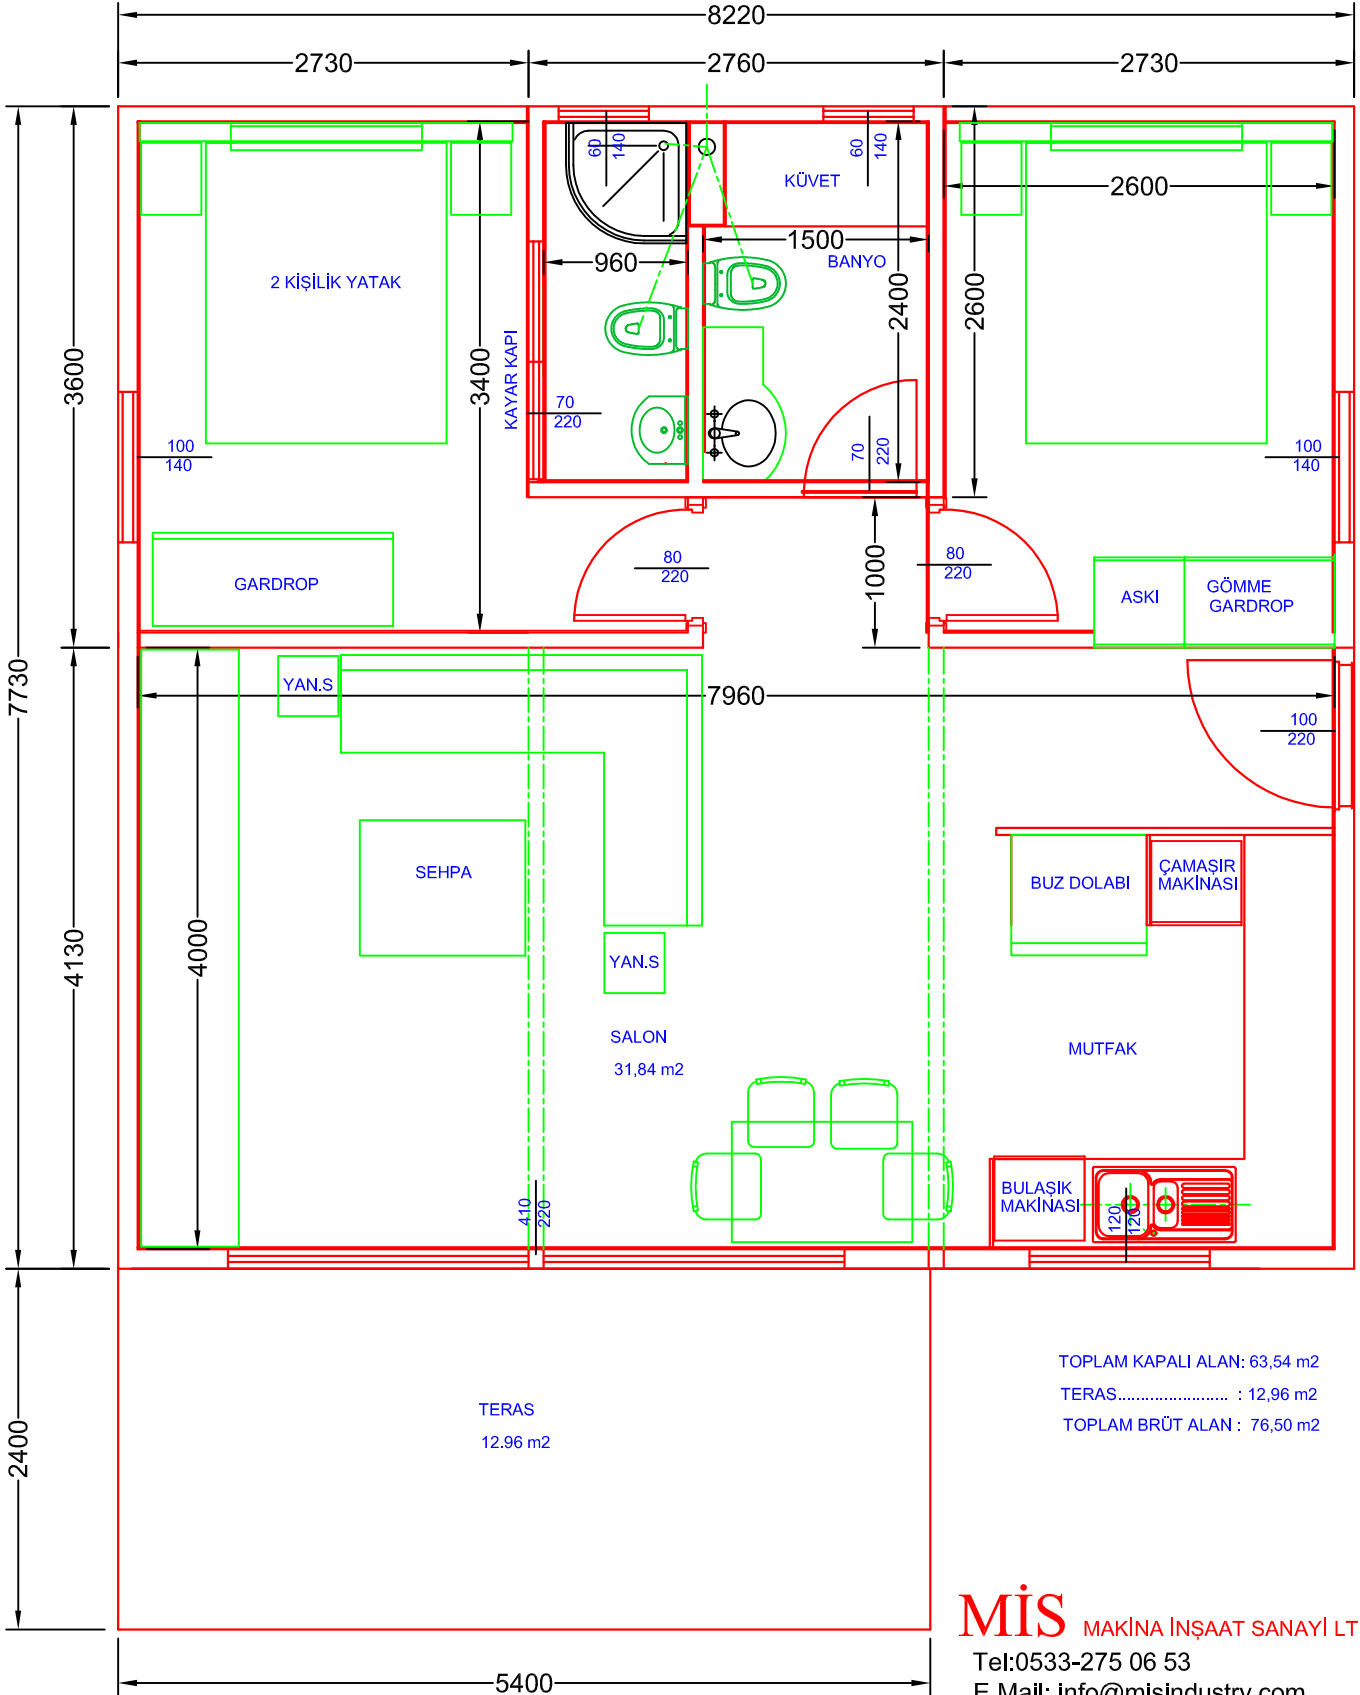 8220
2730
2760
2730
60
140
60
140
KÜVET
2600
960
1500
BANYO
2 KİŞİLİK YATAK
2400
2600
3600
3400
KAYAR KAPI
70
220
70
220
100
140
100
140
80
220
1000
80
220
GARDROP
ASKI
GÖMME
GARDROP
7730
YAN.S
7960
100
220
SEHPA
BUZ DOLABI
ÇAMAŞIR
MAKİNASI
4130
4000
YAN.S
SALON
31,84 m2
MUTFAK
BULAŞIK
MAKİNASI
410
220
120
120
TOPLAM KAPALI ALAN: 63,54 m2
TERAS........................ : 12,96 m2
TOPLAM BRÜT ALAN : 76,50 m2
TERAS
12.96 m2
2400
MİS MAKİNA İNŞAAT SANAYİ LT
Tel:0533-275 06 53
E.Mail: info@misindustry.com
5400